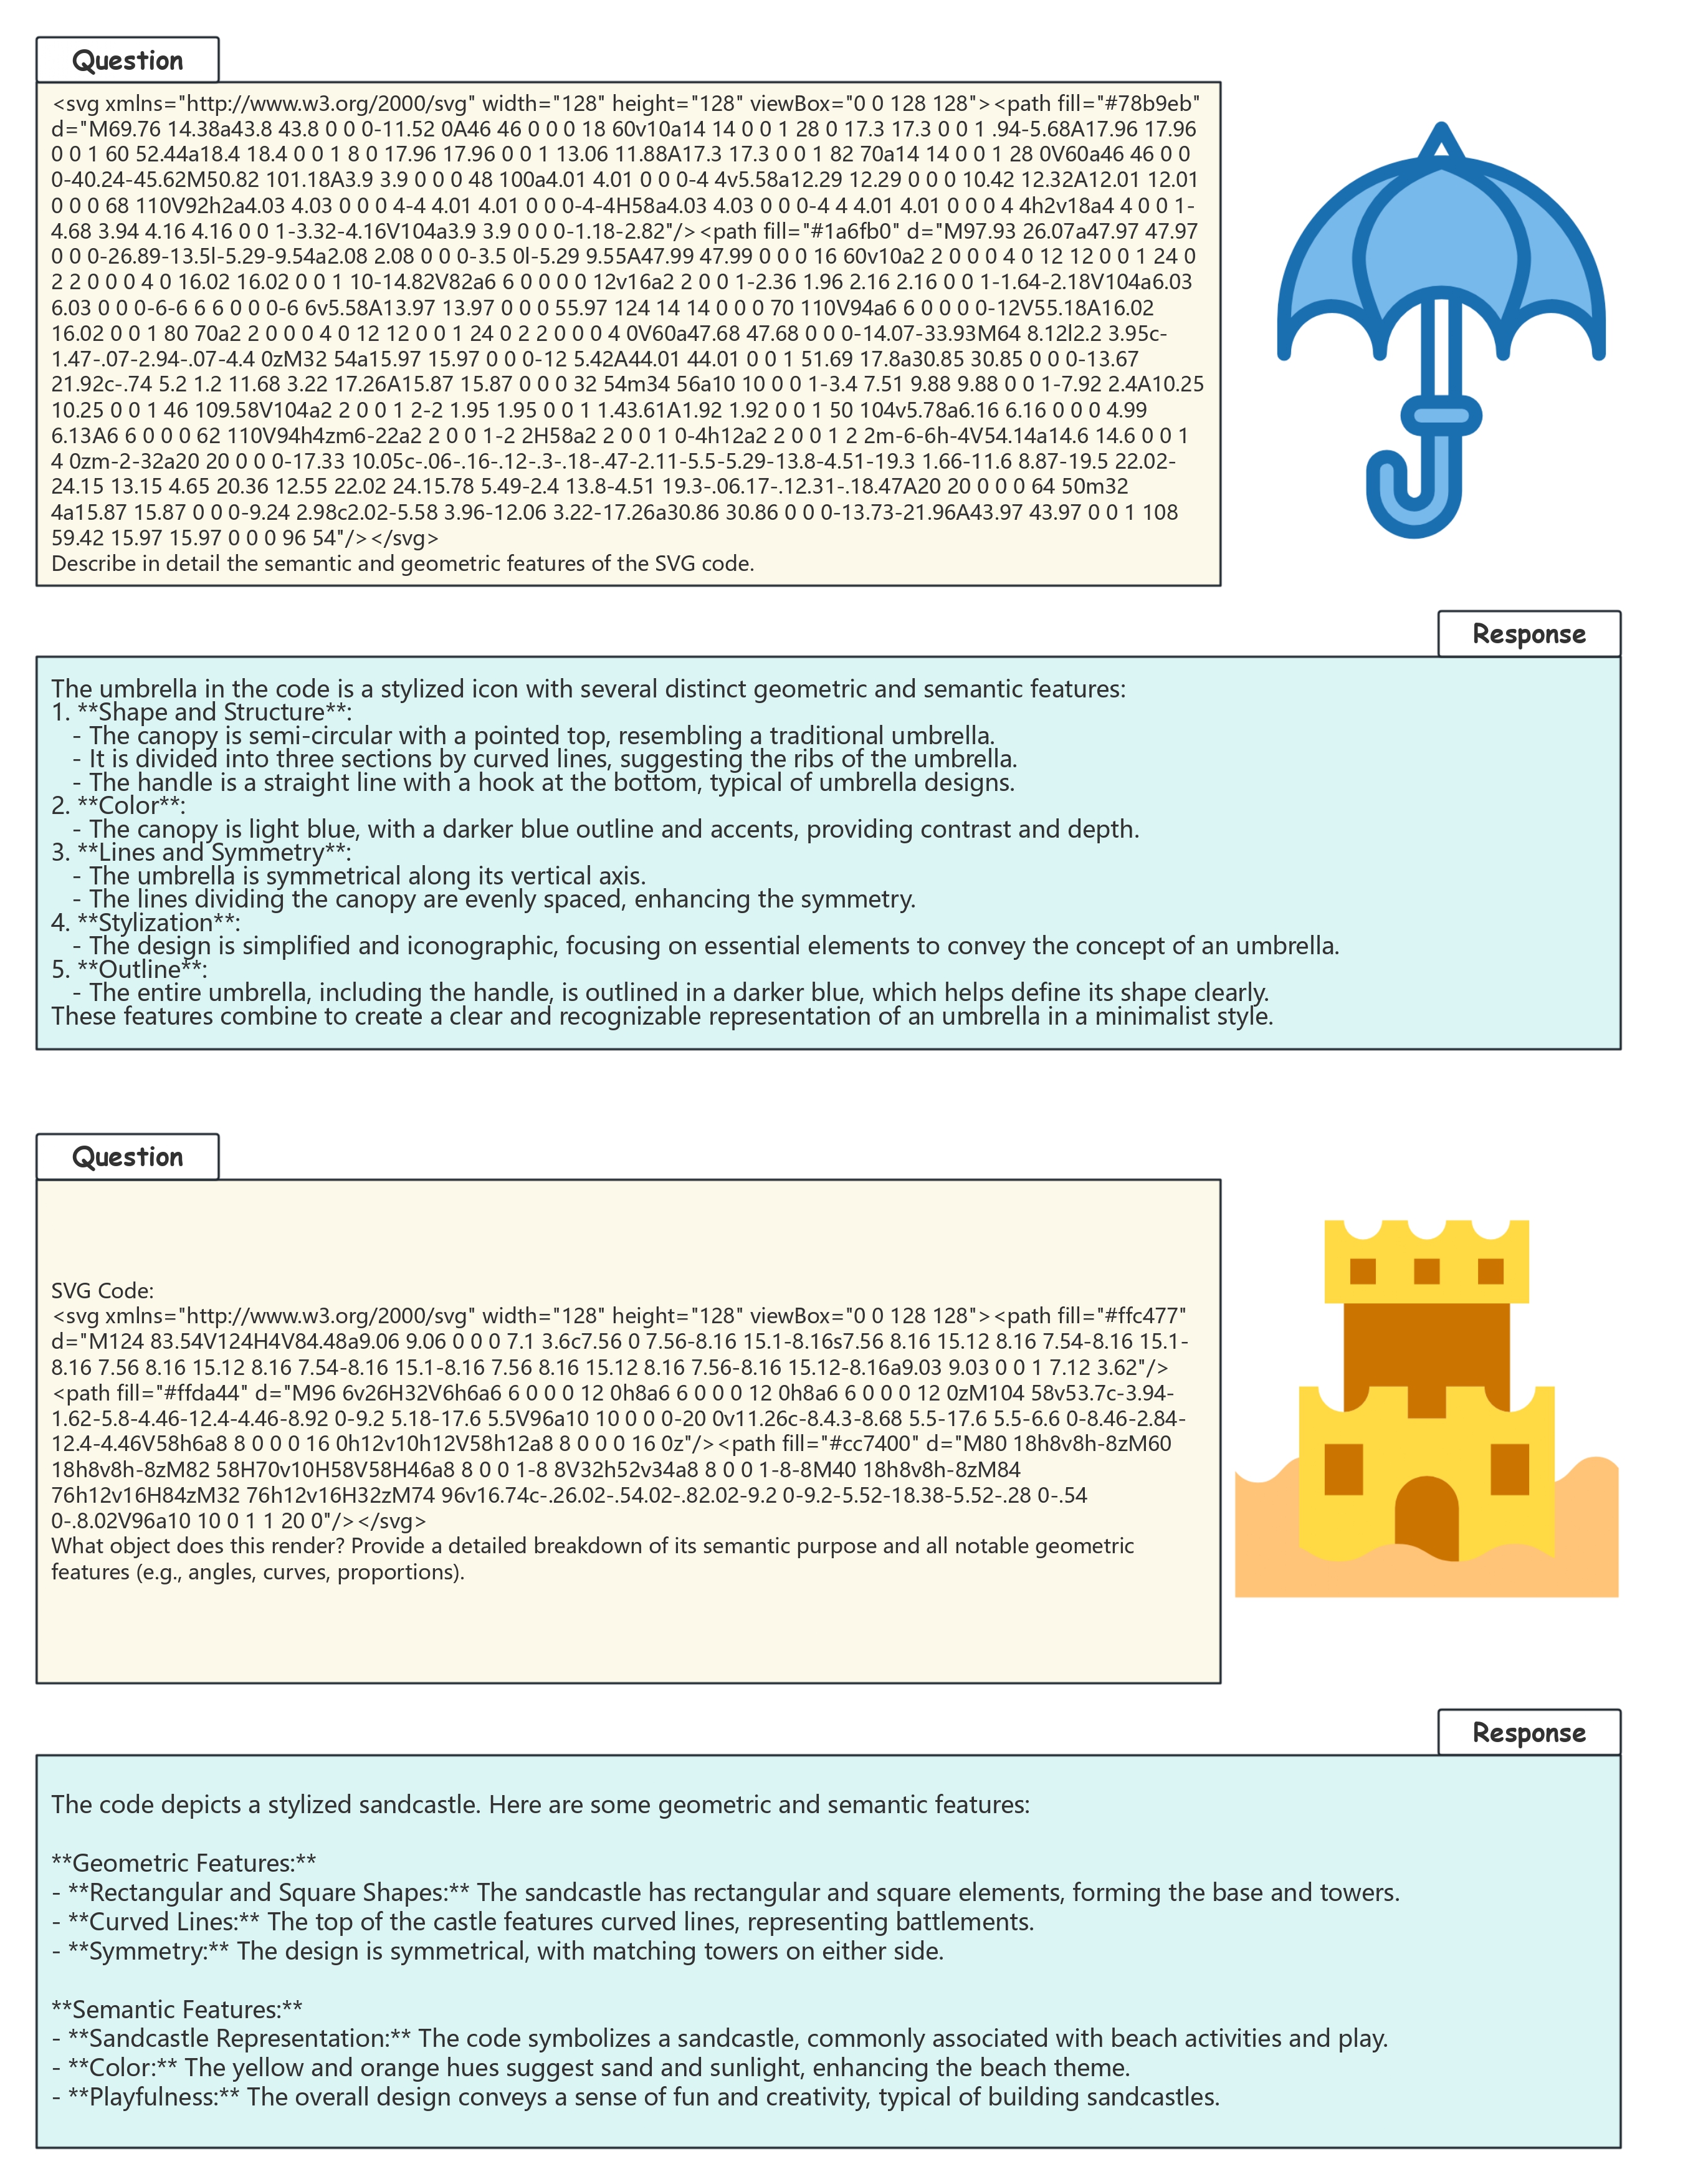 Question
<svg xmlns="http://www.w3.org/2000/svg" width="128" height="128" viewBox="0 0 128 128"><path fill="#78b9eb"
d="M69.76 14.38a43.8 43.8 0 0 0-11.52 0A46 46 0 0 0 18 60v10a14 14 0 0 1 28 0 17.3 17.3 0 0 1 .94-5.68A17.96 17.96
0 0 1 60 52.44a18.4 18.4 0 0 1 8 0 17.96 17.96 0 0 1 13.06 11.88A17.3 17.3 0 0 1 82 70a14 14 0 0 1 28 0V60a46 46 0 0
0-40.24-45.62M50.82 101.18A3.9 3.9 0 0 0 48 100a4.01 4.01 0 0 0-4 4v5.58a12.29 12.29 0 0 0 10.42 12.32A12.01 12.01
0 0 0 68 110V92h2a4.03 4.03 0 0 0 4-4 4.01 4.01 0 0 0-4-4H58a4.03 4.03 0 0 0-4 4 4.01 4.01 0 0 0 4 4h2v18a4 4 0 0 1-
4.68 3.94 4.16 4.16 0 0 1-3.32-4.16V104a3.9 3.9 0 0 0-1.18-2.82"/><path fill="#1a6fb0" d="M97.93 26.07a47.97 47.97
0 0 0-26.89-13.5l-5.29-9.54a2.08 2.08 0 0 0-3.5 0l-5.29 9.55A47.99 47.99 0 0 0 16 60v10a2 2 0 0 0 4 0 12 12 0 0 1 24 0
2 2 0 0 0 4 0 16.02 16.02 0 0 1 10-14.82V82a6 6 0 0 0 0 12v16a2 2 0 0 1-2.36 1.96 2.16 2.16 0 0 1-1.64-2.18V104a6.03
6.03 0 0 0-6-6 6 6 0 0 0-6 6v5.58A13.97 13.97 0 0 0 55.97 124 14 14 0 0 0 70 110V94a6 6 0 0 0 0-12V55.18A16.02
16.02 0 0 1 80 70a2 2 0 0 0 4 0 12 12 0 0 1 24 0 2 2 0 0 0 4 0V60a47.68 47.68 0 0 0-14.07-33.93M64 8.12l2.2 3.95c-
1.47-.07-2.94-.07-4.4 0zM32 54a15.97 15.97 0 0 0-12 5.42A44.01 44.01 0 0 1 51.69 17.8a30.85 30.85 0 0 0-13.67
21.92c-.74 5.2 1.2 11.68 3.22 17.26A15.87 15.87 0 0 0 32 54m34 56a10 10 0 0 1-3.4 7.51 9.88 9.88 0 0 1-7.92 2.4A10.25
10.25 0 0 1 46 109.58V104a2 2 0 0 1 2-2 1.95 1.95 0 0 1 1.43.61A1.92 1.92 0 0 1 50 104v5.78a6.16 6.16 0 0 0 4.99
6.13A6 6 0 0 0 62 110V94h4zm6-22a2 2 0 0 1-2 2H58a2 2 0 0 1 0-4h12a2 2 0 0 1 2 2m-6-6h-4V54.14a14.6 14.6 0 0 1
4 0zm-2-32a20 20 0 0 0-17.33 10.05c-.06-.16-.12-.3-.18-.47-2.11-5.5-5.29-13.8-4.51-19.3 1.66-11.6 8.87-19.5 22.02-
24.15 13.15 4.65 20.36 12.55 22.02 24.15.78 5.49-2.4 13.8-4.51 19.3-.06.17-.12.31-.18.47A20 20 0 0 0 64 50m32
4a15.87 15.87 0 0 0-9.24 2.98c2.02-5.58 3.96-12.06 3.22-17.26a30.86 30.86 0 0 0-13.73-21.96A43.97 43.97 0 0 1 108
59.42 15.97 15.97 0 0 0 96 54"/></svg>
Describe in detail the semantic and geometric features of the SVG code.
Response
The umbrella in the code is a stylized icon with several distinct geometric and semantic features:
1. **Shape and Structure**:
- The canopy is semi-circular with a pointed top, resembling a traditional umbrella.
- It is divided into three sections by curved lines, suggesting the ribs of the umbrella.
- The handle is a straight line with a hook at the bottom, typical of umbrella designs.
2. **Color**:
- The canopy is light blue, with a darker blue outline and accents, providing contrast and depth.
3. **Lines and Symmetry**:
- The umbrella is symmetrical along its vertical axis.
- The lines dividing the canopy are evenly spaced, enhancing the symmetry.
4. **Stylization**:
- The design is simplified and iconographic, focusing on essential elements to convey the concept of an umbrella.
5. **Outline**:
- The entire umbrella, including the handle, is outlined in a darker blue, which helps define its shape clearly.
These features combine to create a clear and recognizable representation of an umbrella in a minimalist style.
Question
SVG Code:
<svg xmlns="http://www.w3.org/2000/svg" width="128" height="128" viewBox="0 0 128 128"><path fill="#ffc477"
d="M124 83.54V124H4V84.48a9.06 9.06 0 0 0 7.1 3.6c7.56 0 7.56-8.16 15.1-8.16s7.56 8.16 15.12 8.16 7.54-8.16 15.1-
8.16 7.56 8.16 15.12 8.16 7.54-8.16 15.1-8.16 7.56 8.16 15.12 8.16 7.56-8.16 15.12-8.16a9.03 9.03 0 0 1 7.12 3.62"/>
<path fill="#ffda44" d="M96 6v26H32V6h6a6 6 0 0 0 12 0h8a6 6 0 0 0 12 0h8a6 6 0 0 0 12 0zM104 58v53.7c-3.94-
1.62-5.8-4.46-12.4-4.46-8.92 0-9.2 5.18-17.6 5.5V96a10 10 0 0 0-20 0v11.26c-8.4.3-8.68 5.5-17.6 5.5-6.6 0-8.46-2.84-
12.4-4.46V58h6a8 8 0 0 0 16 0h12v10h12V58h12a8 8 0 0 0 16 0z"/><path fill="#cc7400" d="M80 18h8v8h-8zM60
18h8v8h-8zM82 58H70v10H58V58H46a8 8 0 0 1-8 8V32h52v34a8 8 0 0 1-8-8M40 18h8v8h-8zM84
76h12v16H84zM32 76h12v16H32zM74 96v16.74c-.26.02-.54.02-.82.02-9.2 0-9.2-5.52-18.38-5.52-.28 0-.54
0-.8.02V96a10 10 0 1 1 20 0"/></svg>
What object does this render? Provide a detailed breakdown of its semantic purpose and all notable geometric
features (e.g., angles, curves, proportions).
Response
The code depicts a stylized sandcastle. Here are some geometric and semantic features:
**Geometric Features:**
- **Rectangular and Square Shapes:** The sandcastle has rectangular and square elements, forming the base and towers.
- **Curved Lines:** The top of the castle features curved lines, representing battlements.
- **Symmetry:** The design is symmetrical, with matching towers on either side.
**Semantic Features:**
- **Sandcastle Representation:** The code symbolizes a sandcastle, commonly associated with beach activities and play.
- **Color:** The yellow and orange hues suggest sand and sunlight, enhancing the beach theme.
- **Playfulness:** The overall design conveys a sense of fun and creativity, typical of building sandcastles.